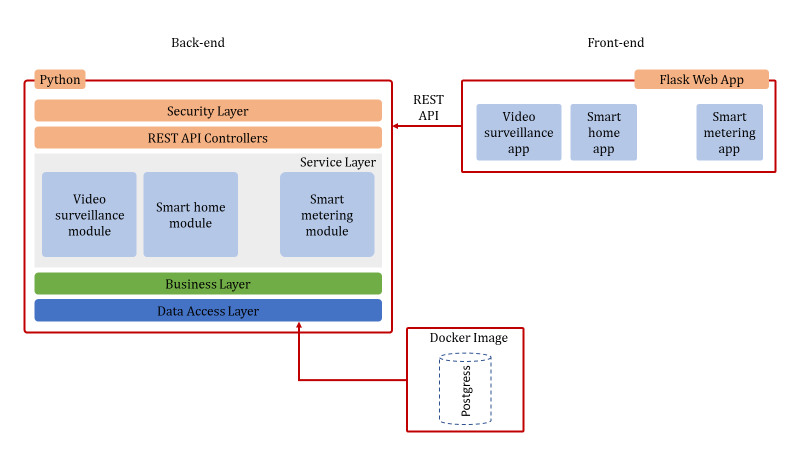 Back-end
Front-end
Python
Flask Web App
Security Layer
REST API Controllers
Service Layer
Video
surveillance
module
Smart home
module
Smart
metering
module
Business Layer
Data Access Layer
REST
API
Video
surveillance
app
Smart
home
app
Smart
metering
app
Docker Image
Postgress